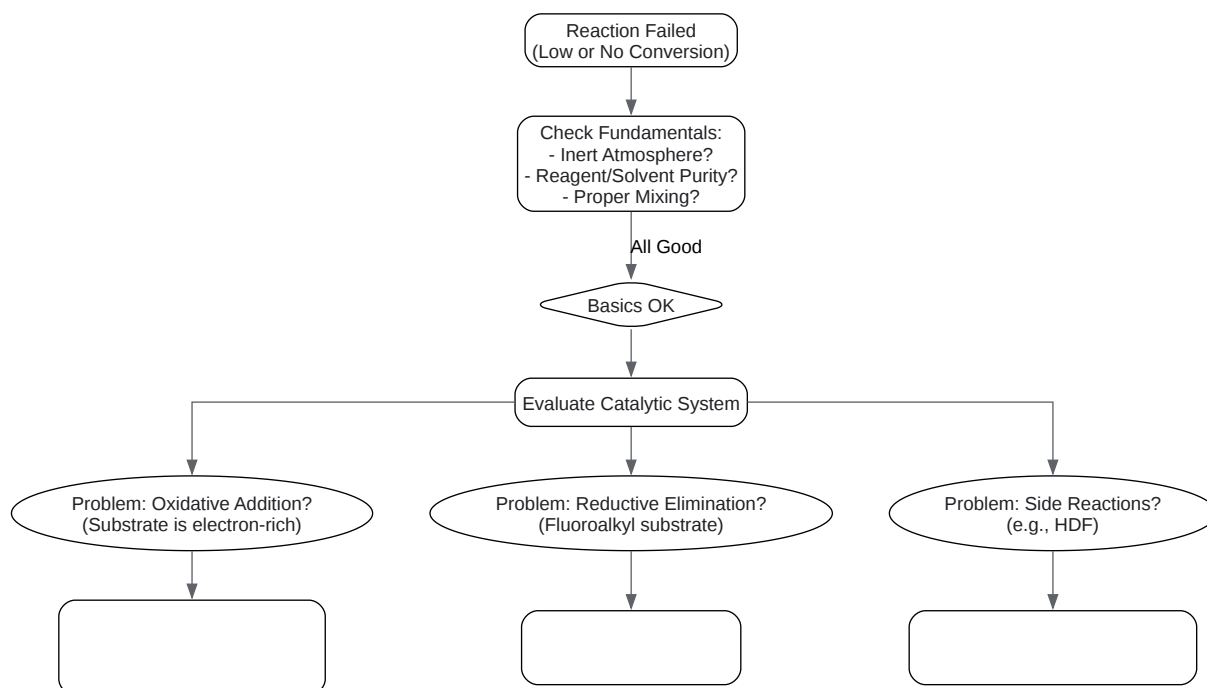 Reaction Failed
(Low or No Conversion)
Check Fundamentals:
- Inert Atmosphere?
- Reagent/Solvent Purity?
- Proper Mixing?
All Good
Basics OK
Evaluate Catalytic System
Problem: Oxidative Addition?
(Substrate is electron-rich)
Problem: Reductive Elimination?
(Fluoroalkyl substrate)
Problem: Side Reactions?
(e.g., HDF)